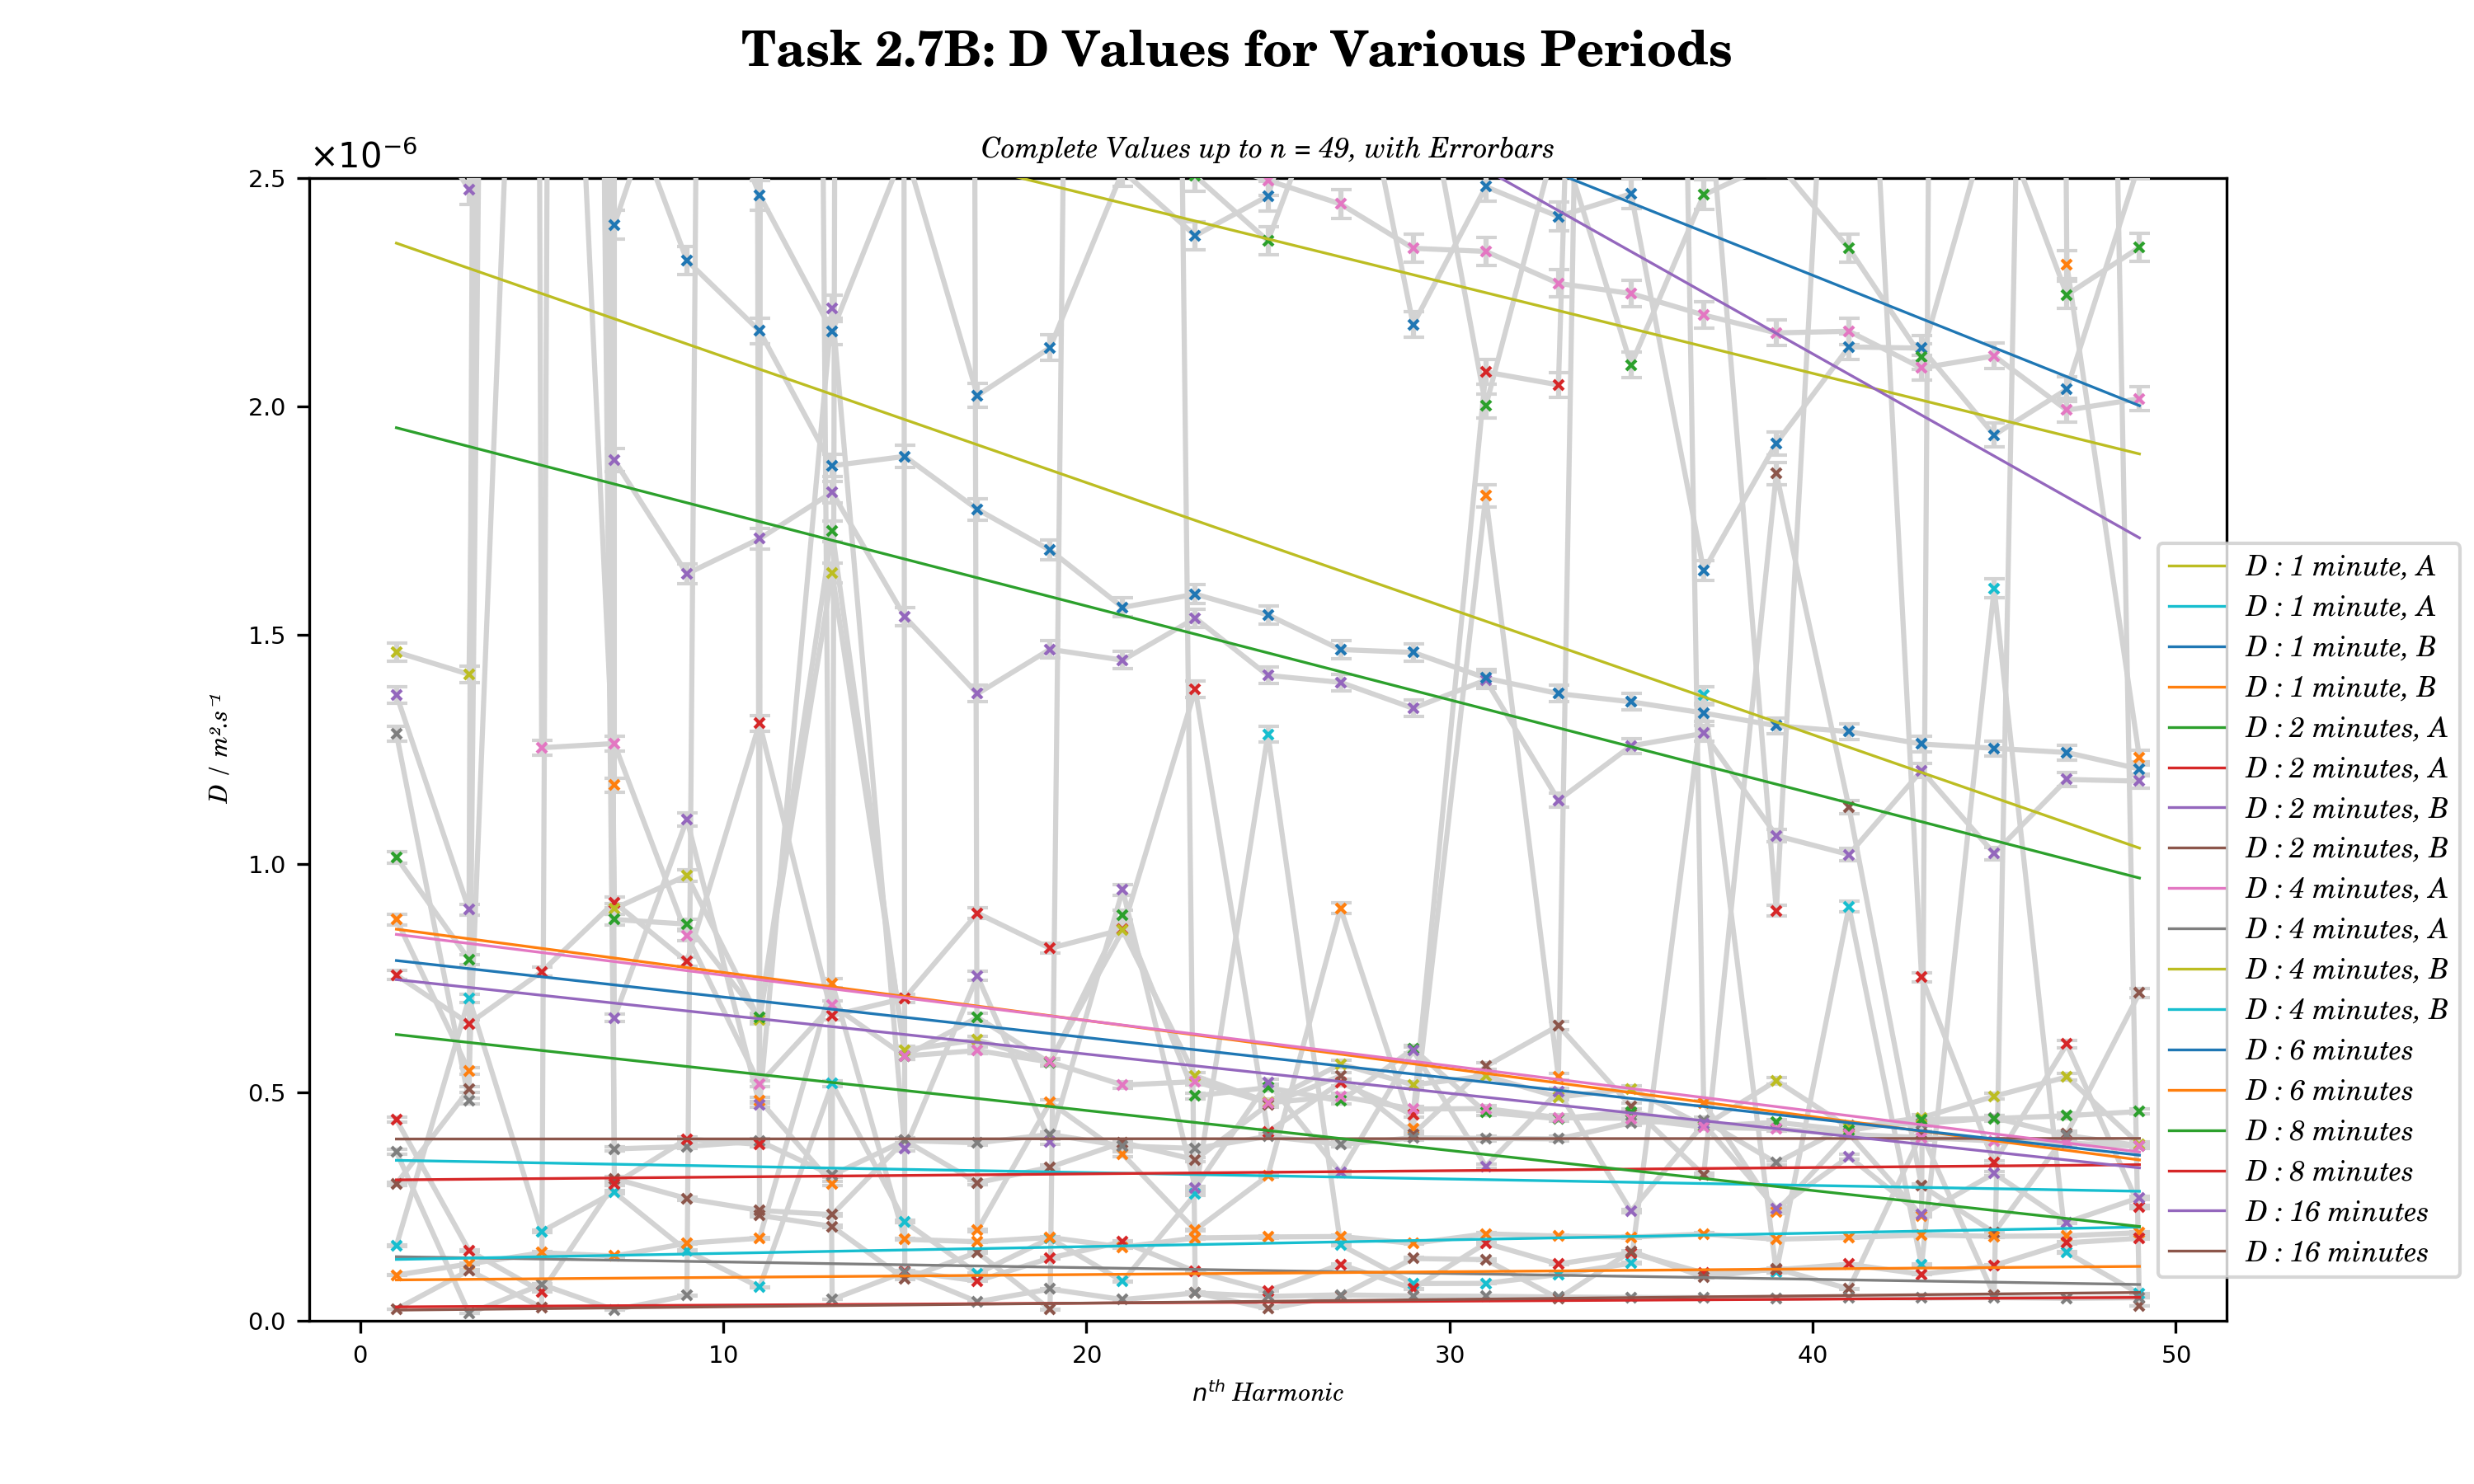 Task 2.7B: D Values for Various Periods
Complete Values up to n = 49, with Errorbars
×10⁻⁶
2.5
2.0
1.5
1.0
0.5
0.0
D / m².s⁻¹
0 10 20 30 40 50
nᵗʰ Harmonic
D : 1 minute, A
D : 1 minute, A
D : 1 minute, B
D : 1 minute, B
D : 2 minutes, A
D : 2 minutes, A
D : 2 minutes, B
D : 2 minutes, B
D : 4 minutes, A
D : 4 minutes, A
D : 4 minutes, B
D : 4 minutes, B
D : 6 minutes
D : 6 minutes
D : 8 minutes
D : 8 minutes
D : 16 minutes
D : 16 minutes